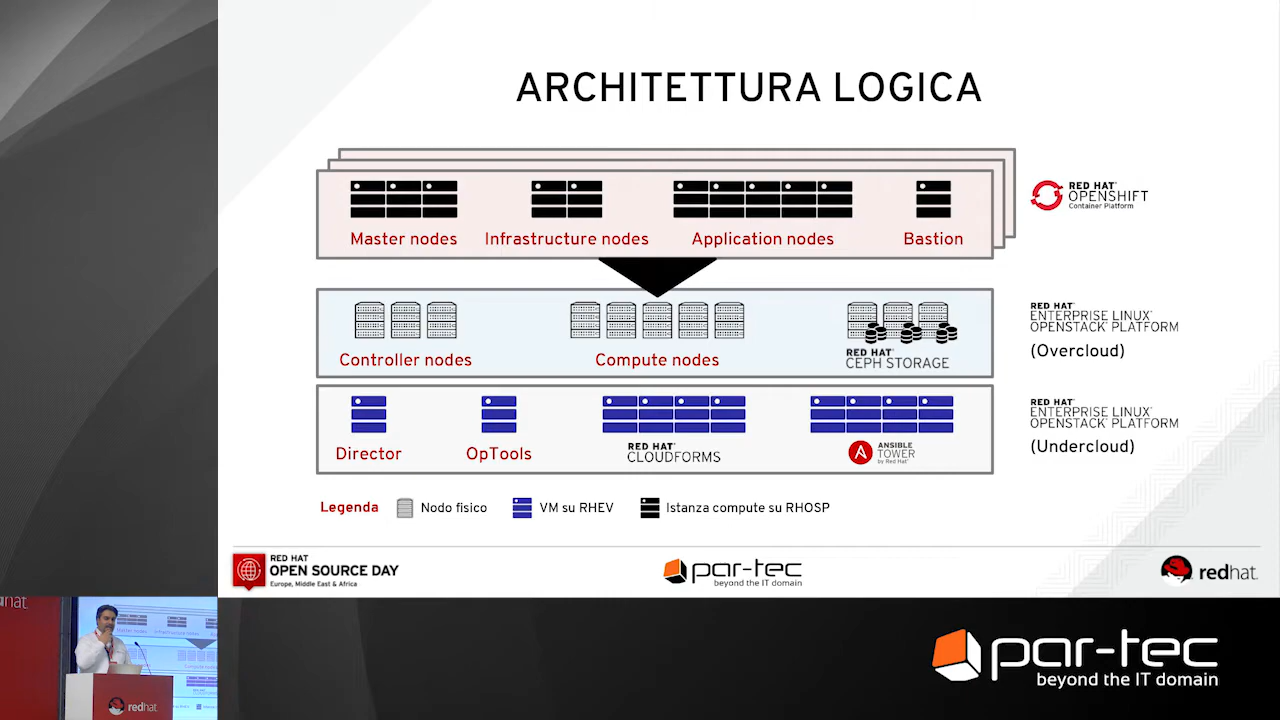 ARCHITETTURA LOGICA
Master nodes
Infrastructure nodes
Application nodes
Bastion
RED HAT
OPENSHIFT
Container Platform
Controller nodes
Compute nodes
RED HAT
CEPH STORAGE
RED HAT
ENTERPRISE LINUX
OPENSTACK PLATFORM
(Overcloud)
Director
OpTools
RED HAT
CLOUDFORMS
ANSIBLE
TOWER
by Red Hat
RED HAT
ENTERPRISE LINUX
OPENSTACK PLATFORM
(Undercloud)
Legenda
Nodo fisico
VM su RHEV
Istanza compute su RHOSP
RED HAT
OPEN SOURCE DAY
Europe, Middle East & Africa
par-tec
beyond the IT domain
redhat.
par-tec
beyond the IT domain
redhat